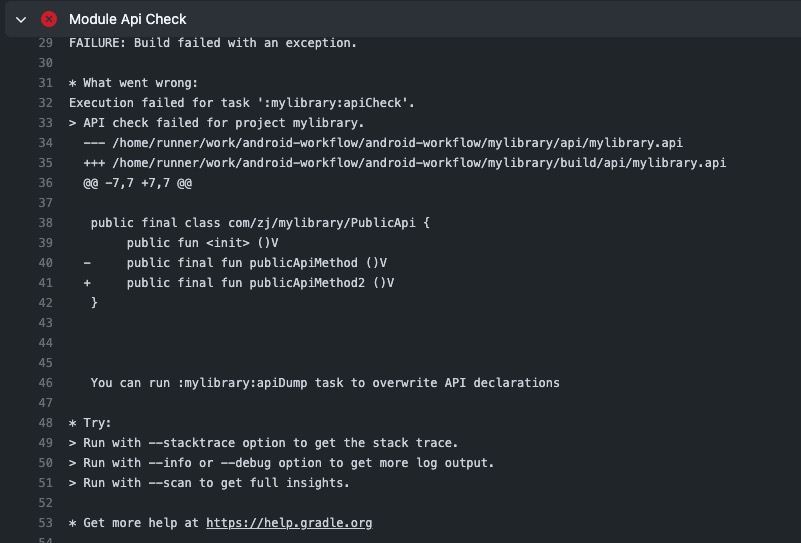 Module Api Check
29 FAILURE: Build failed with an exception.
30
31 * What went wrong:
32 Execution failed for task ':mylibrary:apiCheck'.
33 > API check failed for project mylibrary.
34 --- /home/runner/work/android-workflow/android-workflow/mylibrary/api/mylibrary.api
35 +++ /home/runner/work/android-workflow/android-workflow/mylibrary/build/api/mylibrary.api
36 @@ -7,7 +7,7 @@
37
38 public final class com/zj/mylibrary/PublicApi {
39 public fun <init> ()V
40 - public final fun publicApiMethod ()V
41 + public final fun publicApiMethod2 ()V
42 }
43
44
45
46 You can run :mylibrary:apiDump task to overwrite API declarations
47
48 * Try:
49 > Run with --stacktrace option to get the stack trace.
50 > Run with --info or --debug option to get more log output.
51 > Run with --scan to get full insights.
52
53 * Get more help at https://help.gradle.org
54